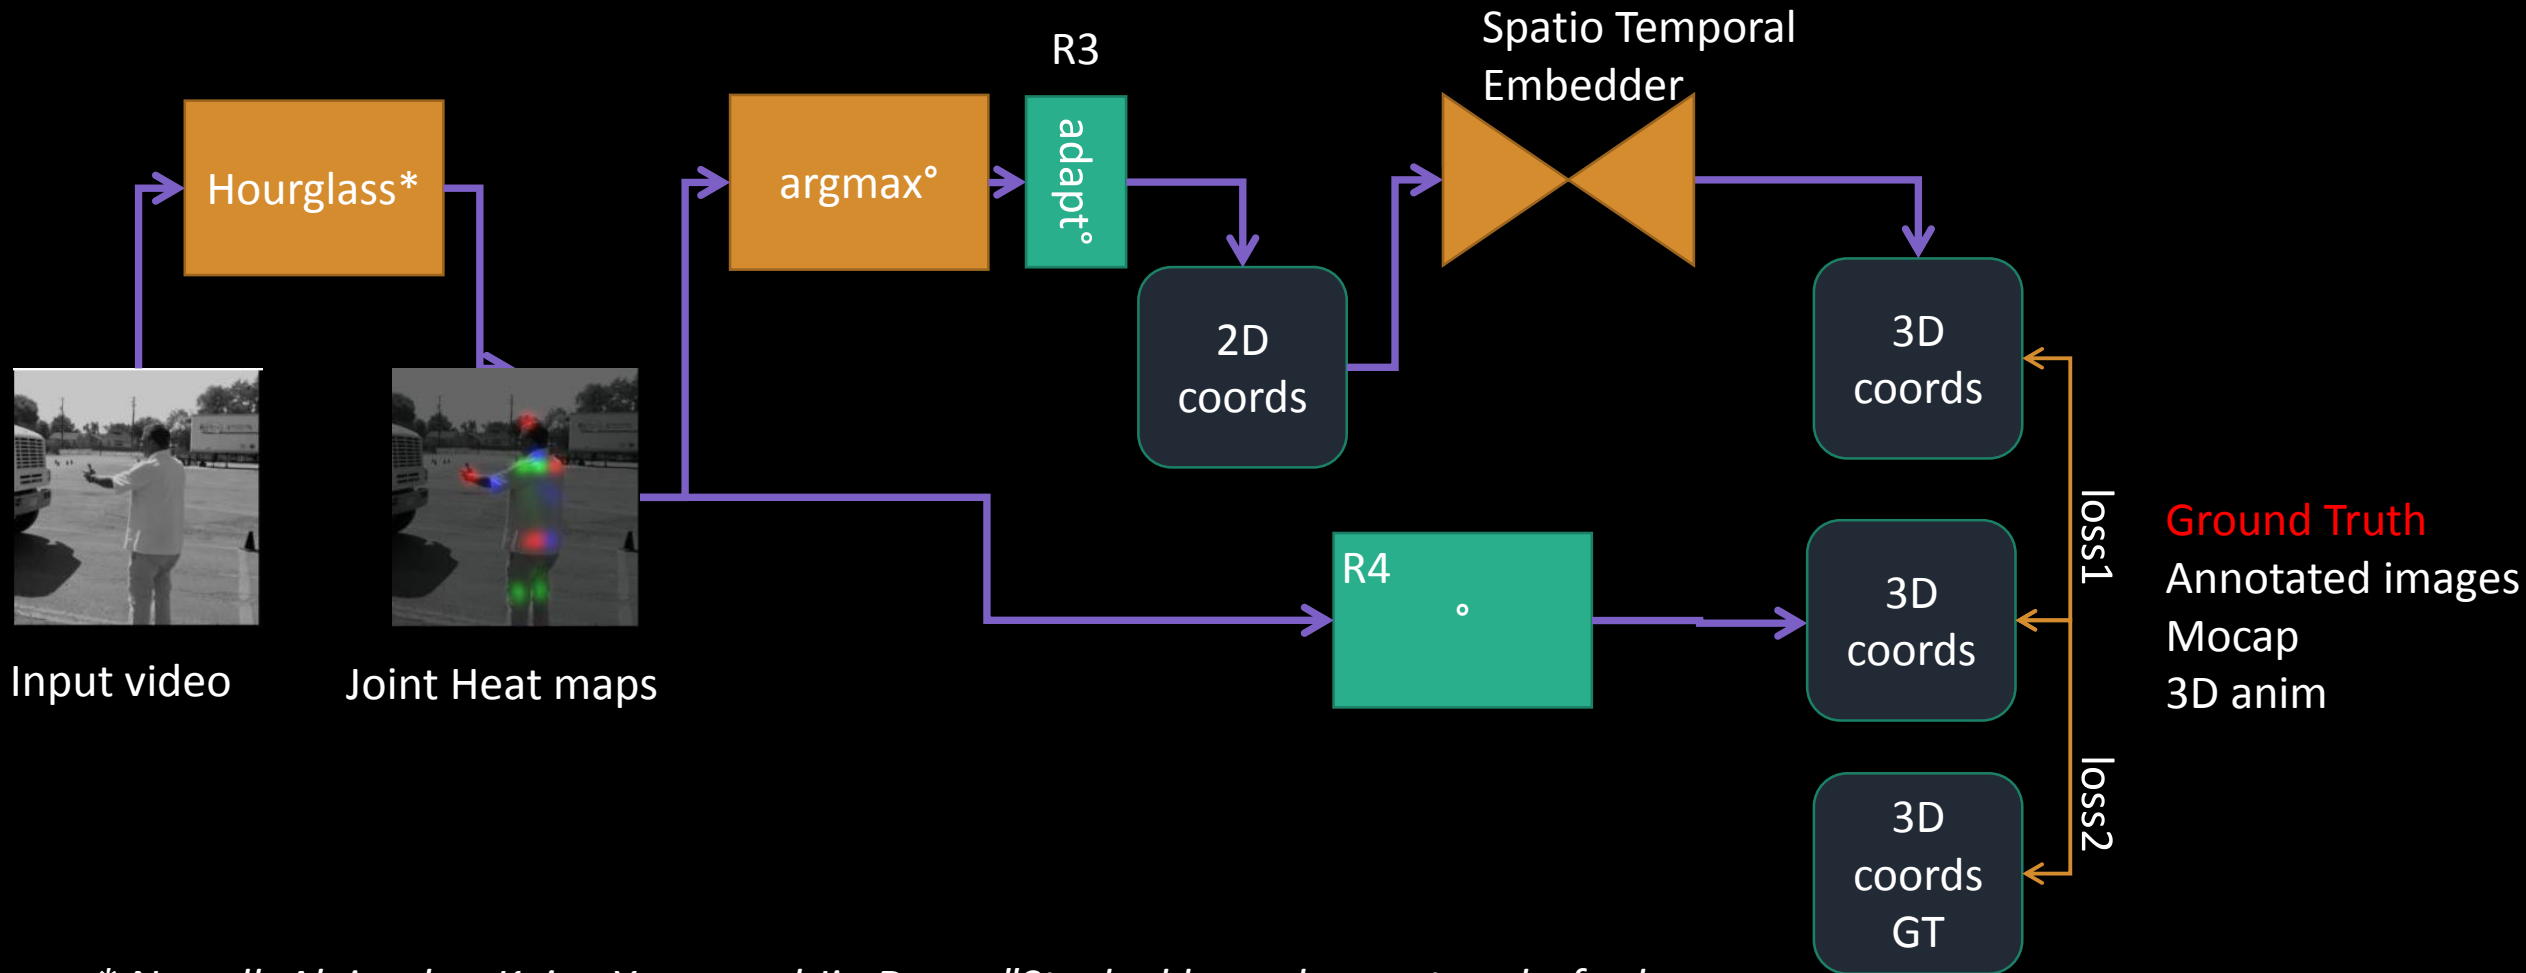 R3
Spatio Temporal
Embedder
Hourglass*
argmax°
adapt°
2D
coords
3D
coords
loss1
Ground Truth
Annotated images
Mocap
3D anim
R4
°
3D
coords
Input video
Joint Heat maps
loss2
3D
coords
GT